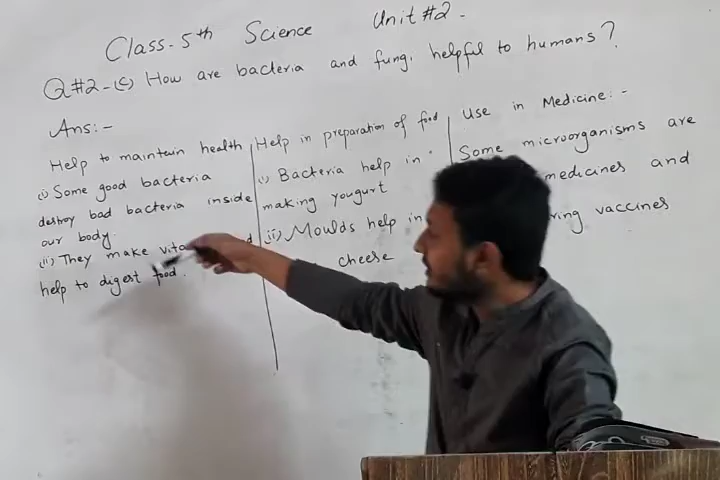 Class-5th Science Unit #2-
Q#2-(c) How are bacteria and fungi helpful to humans?
Ans:-
Help to maintain health
(i) Some good bacteria
destroy bad bacteria inside
our body.
(ii) They make
help to digest food.
Help in preparation of food
(i) Bacteria help in
making yougurt
(ii) Moulds help in
cheese
Use in Medicine:-
Some microorganisms are
medicines and
vaccines